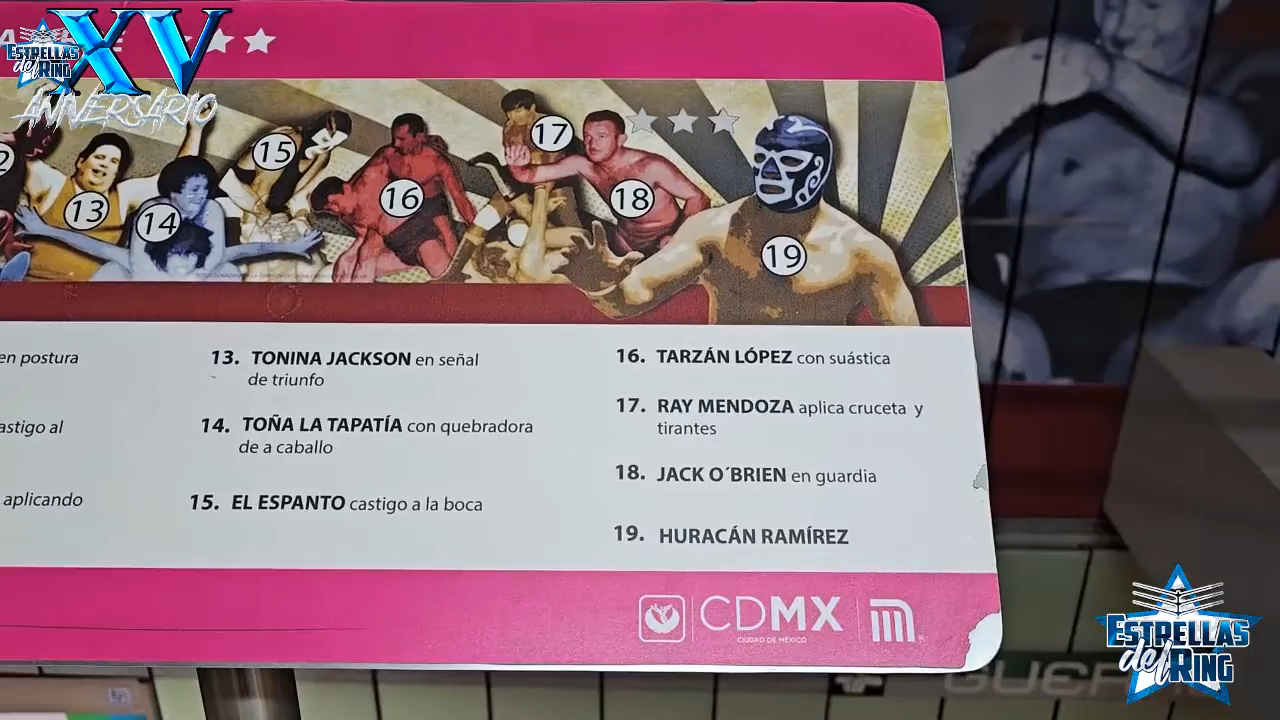 XV
ESTRELLAS
del RING
ANIVERSARIO
13
14
15
16
17
18
19
en postura
astigo al
aplicando
13. TONINA JACKSON en señal
de triunfo
14. TOÑA LA TAPATÍA con quebradora
de a caballo
15. EL ESPANTO castigo a la boca
16. TARZÁN LÓPEZ con suástica
17. RAY MENDOZA aplica cruceta y
tirantes
18. JACK O´BRIEN en guardia
19. HURACÁN RAMÍREZ
CDMX
CIUDAD DE MÉXICO
ESTRELLAS
del RING